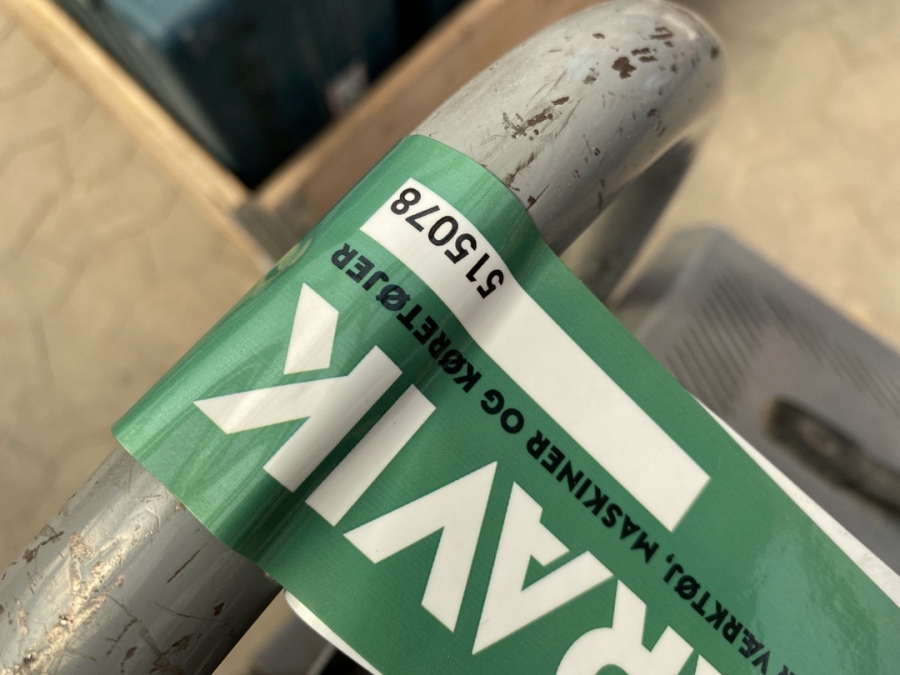 RAVIK
VÆRKTØJ, MASKINER OG KØRETØJER
515078